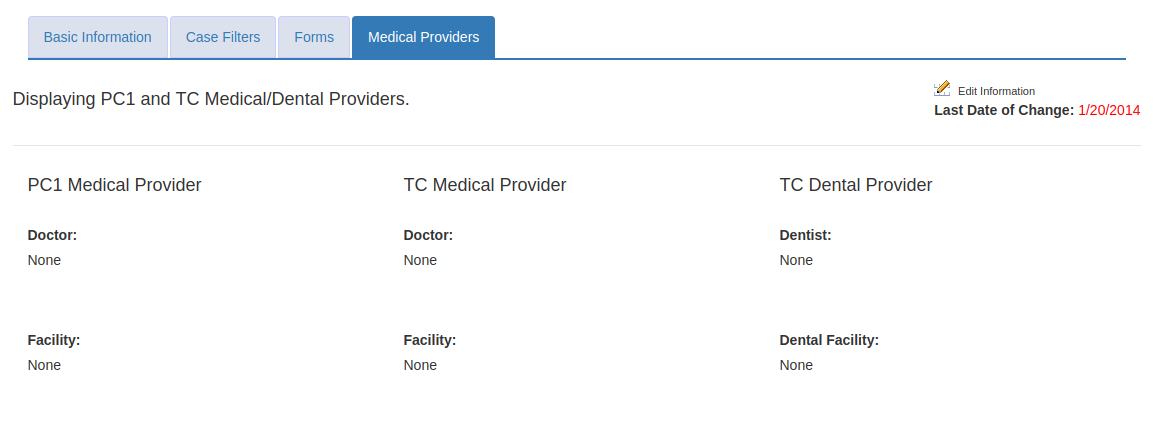 Basic Information Case Filters Forms Medical Providers
Displaying PC1 and TC Medical/Dental Providers.
Edit Information
Last Date of Change: 1/20/2014
PC1 Medical Provider
Doctor:
None
Facility:
None
TC Medical Provider
Doctor:
None
Facility:
None
TC Dental Provider
Dentist:
None
Dental Facility:
None